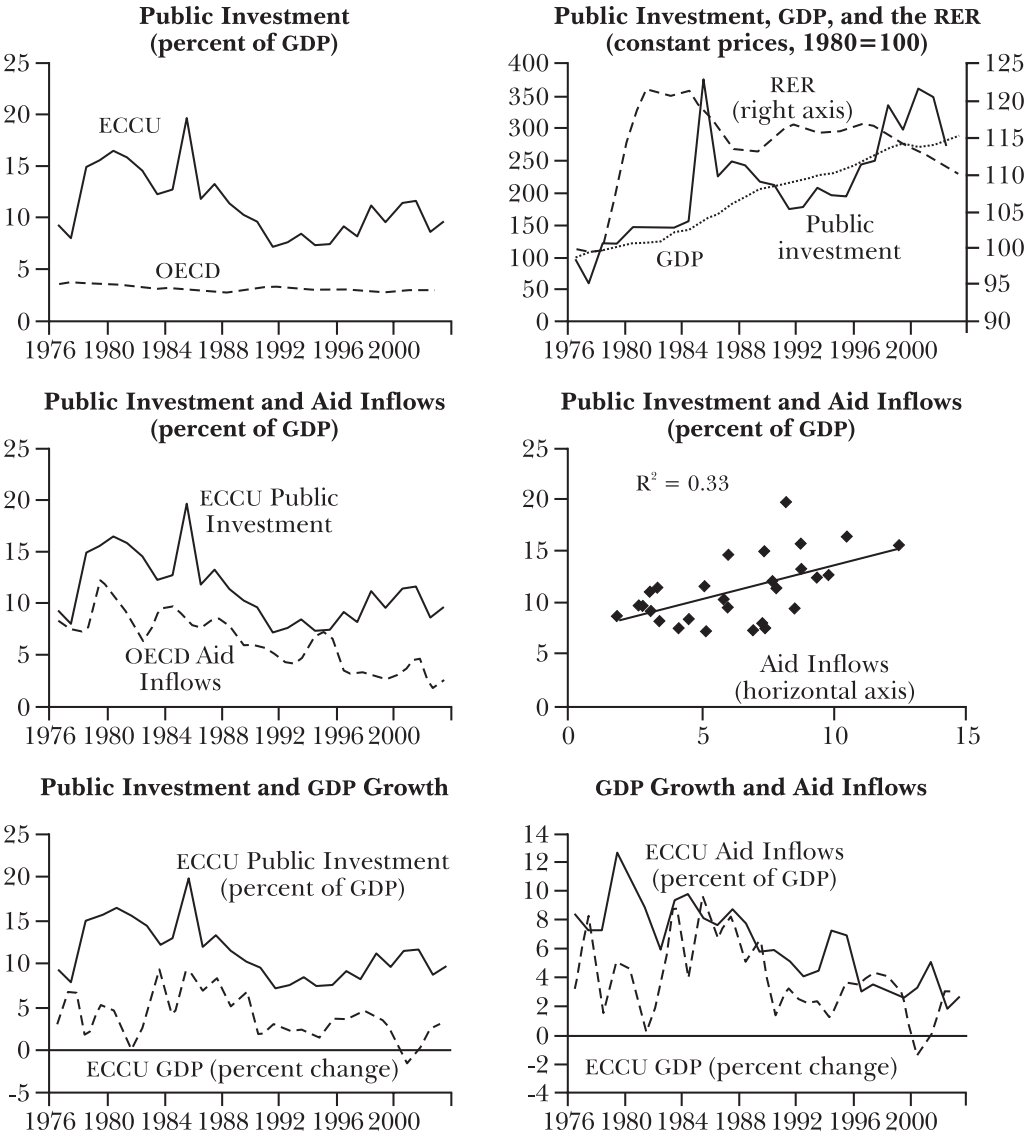 Public Investment
(percent of GDP)
25
20
15
10
5
0
ECCU
OECD
1976 1980 1984 1988 1992 1996 2000
Public Investment, GDP, and the RER
(constant prices, 1980=100)
400
350
300
250
200
150
100
50
0
125
120
115
110
105
100
95
90
RER
(right axis)
GDP
Public
investment
1976 1980 1984 1988 1992 1996 2000
Public Investment and Aid Inflows
(percent of GDP)
25
20
15
10
5
0
ECCU Public
Investment
OECD Aid
Inflows
1976 1980 1984 1988 1992 1996 2000
Public Investment and Aid Inflows
(percent of GDP)
25
20
15
10
5
0
R² = 0.33
Aid Inflows
(horizontal axis)
0 5 10 15
Public Investment and GDP Growth
25
20
15
10
5
0
-5
ECCU Public Investment
(percent of GDP)
ECCU GDP (percent change)
1976 1980 1984 1988 1992 1996 2000
GDP Growth and Aid Inflows
14
12
10
8
6
4
2
0
-2
-4
ECCU Aid Inflows
(percent of GDP)
ECCU GDP (percent change)
1976 1980 1984 1988 1992 1996 2000